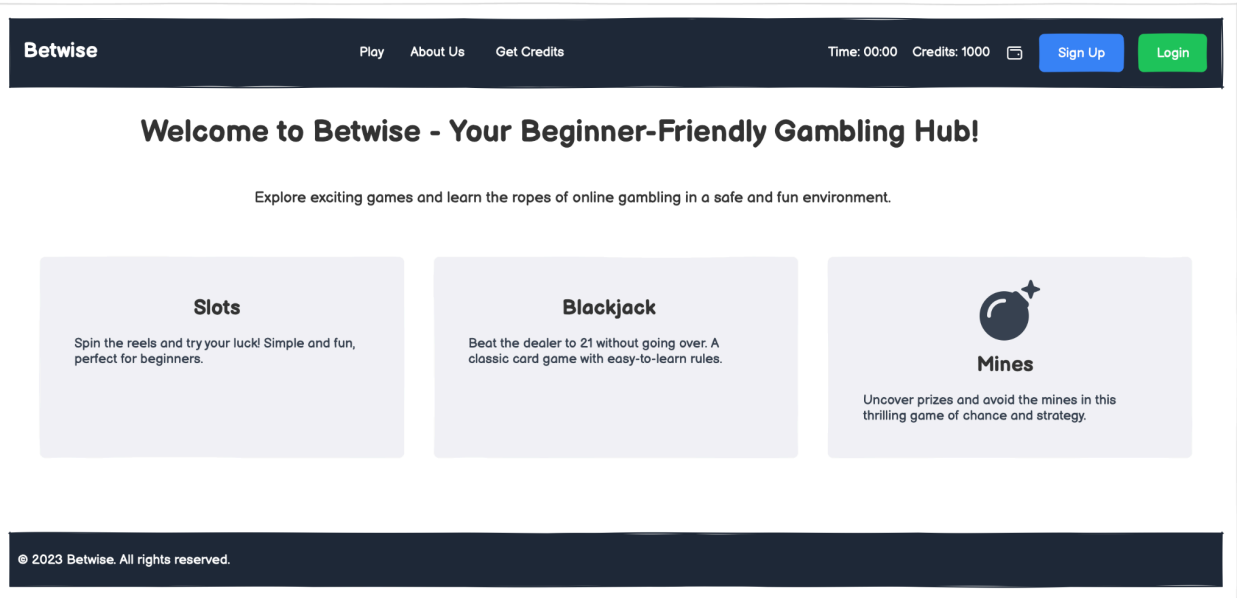 Betwise
Play
About Us
Get Credits
Time: 00:00
Credits: 1000
Sign Up
Login
Welcome to Betwise - Your Beginner-Friendly Gambling Hub!
Explore exciting games and learn the ropes of online gambling in a safe and fun environment.
Slots
Spin the reels and try your luck! Simple and fun,
perfect for beginners.
Blackjack
Beat the dealer to 21 without going over. A
classic card game with easy-to-learn rules.
Mines
Uncover prizes and avoid the mines in this
thrilling game of chance and strategy.
© 2023 Betwise. All rights reserved.